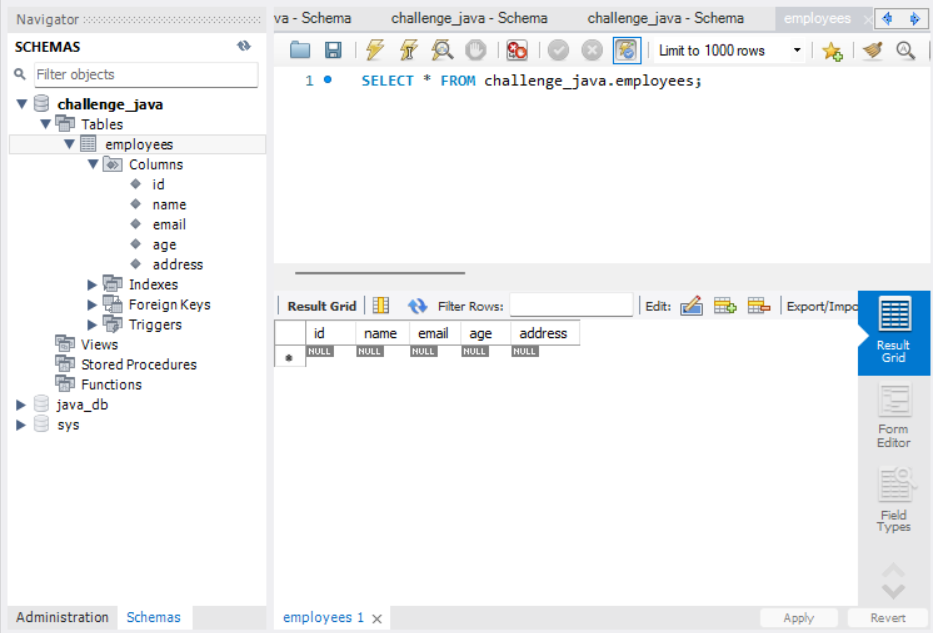 Navigator
SCHEMAS
Filter objects
challenge_java
Tables
employees
Columns
id
name
email
age
address
Indexes
Foreign Keys
Triggers
Views
Stored Procedures
Functions
java_db
sys
Administration Schemas
va - Schema challenge_java - Schema challenge_java - Schema employees
Limit to 1000 rows
1 SELECT * FROM challenge_java.employees;
Result Grid Filter Rows: Edit: Export/Impo
id name email age address
NULL NULL NULL NULL NULL
Result
Grid
Form
Editor
Field
Types
employees 1
Apply Revert